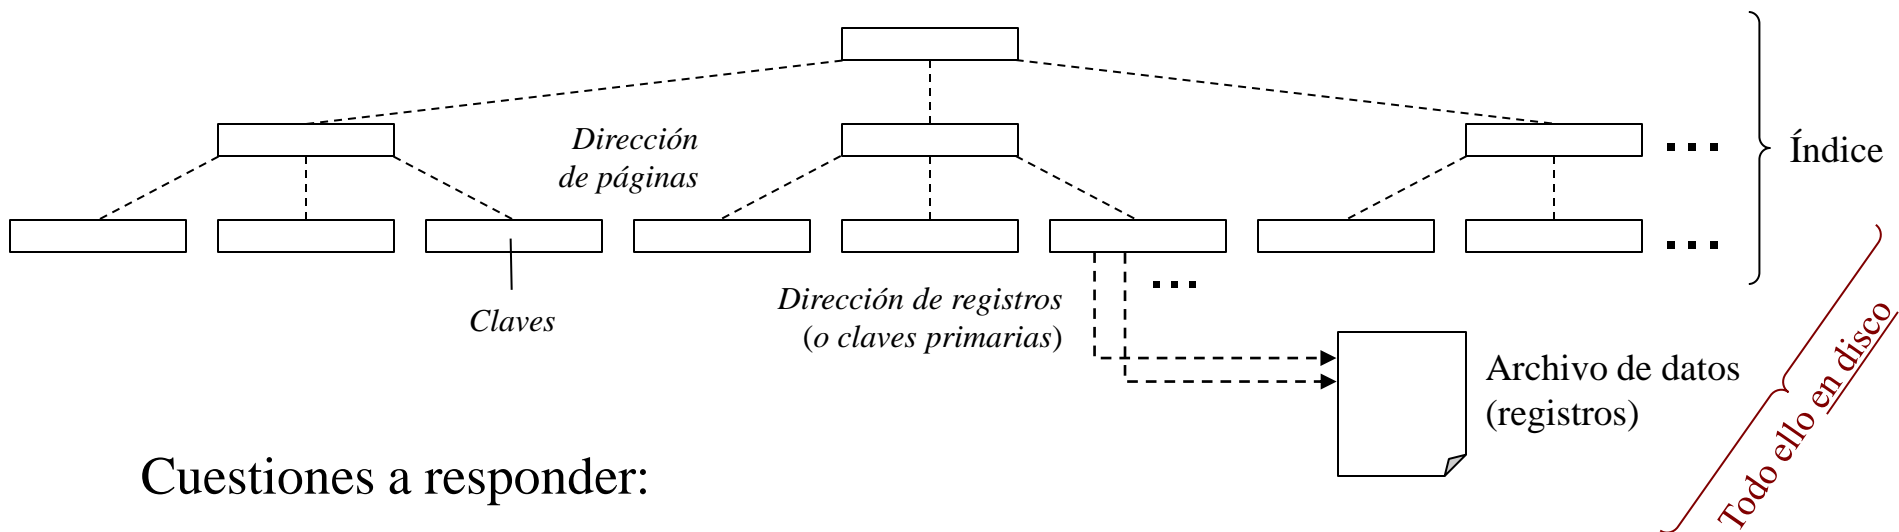 Dirección
de páginas
Índice
Claves
Dirección de registros
(o claves primarias)
Archivo de datos
(registros)
Todo ello en disco
Cuestiones a responder: